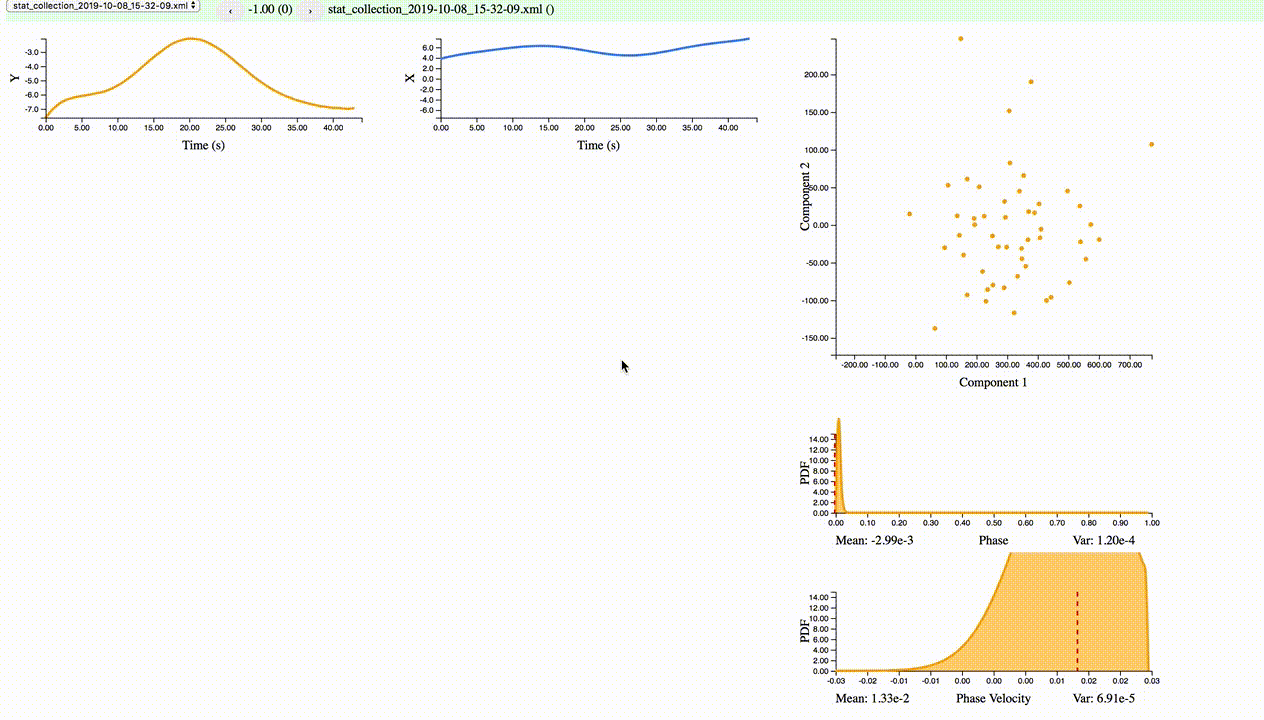 stat_collection_2019-10-08_15-32-09.xml
‹ -1.00 (0) › stat_collection_2019-10-08_15-32-09.xml ()
Y
-3.0
-4.0
-5.0
-6.0
-7.0
0.00 5.00 10.00 15.00 20.00 25.00 30.00 35.00 40.00
Time (s)
X
6.0
4.0
2.0
0.0
-2.0
-4.0
-6.0
0.00 5.00 10.00 15.00 20.00 25.00 30.00 35.00 40.00
Time (s)
Component 2
200.00
150.00
100.00
50.00
0.00
-50.00
-100.00
-150.00
-200.00 -100.00 0.00 100.00 200.00 300.00 400.00 500.00 600.00 700.00
Component 1
PDF
14.00
12.00
10.00
8.00
6.00
4.00
2.00
0.00
0.00 0.10 0.20 0.30 0.40 0.50 0.60 0.70 0.80 0.90 1.00
Mean: -2.99e-3 Phase Var: 1.20e-4
PDF
14.00
12.00
10.00
8.00
6.00
4.00
2.00
0.00
-0.03 -0.02 -0.01 -0.01 0.00 0.00 0.01 0.02 0.02 0.03
Mean: 1.33e-2 Phase Velocity Var: 6.91e-5